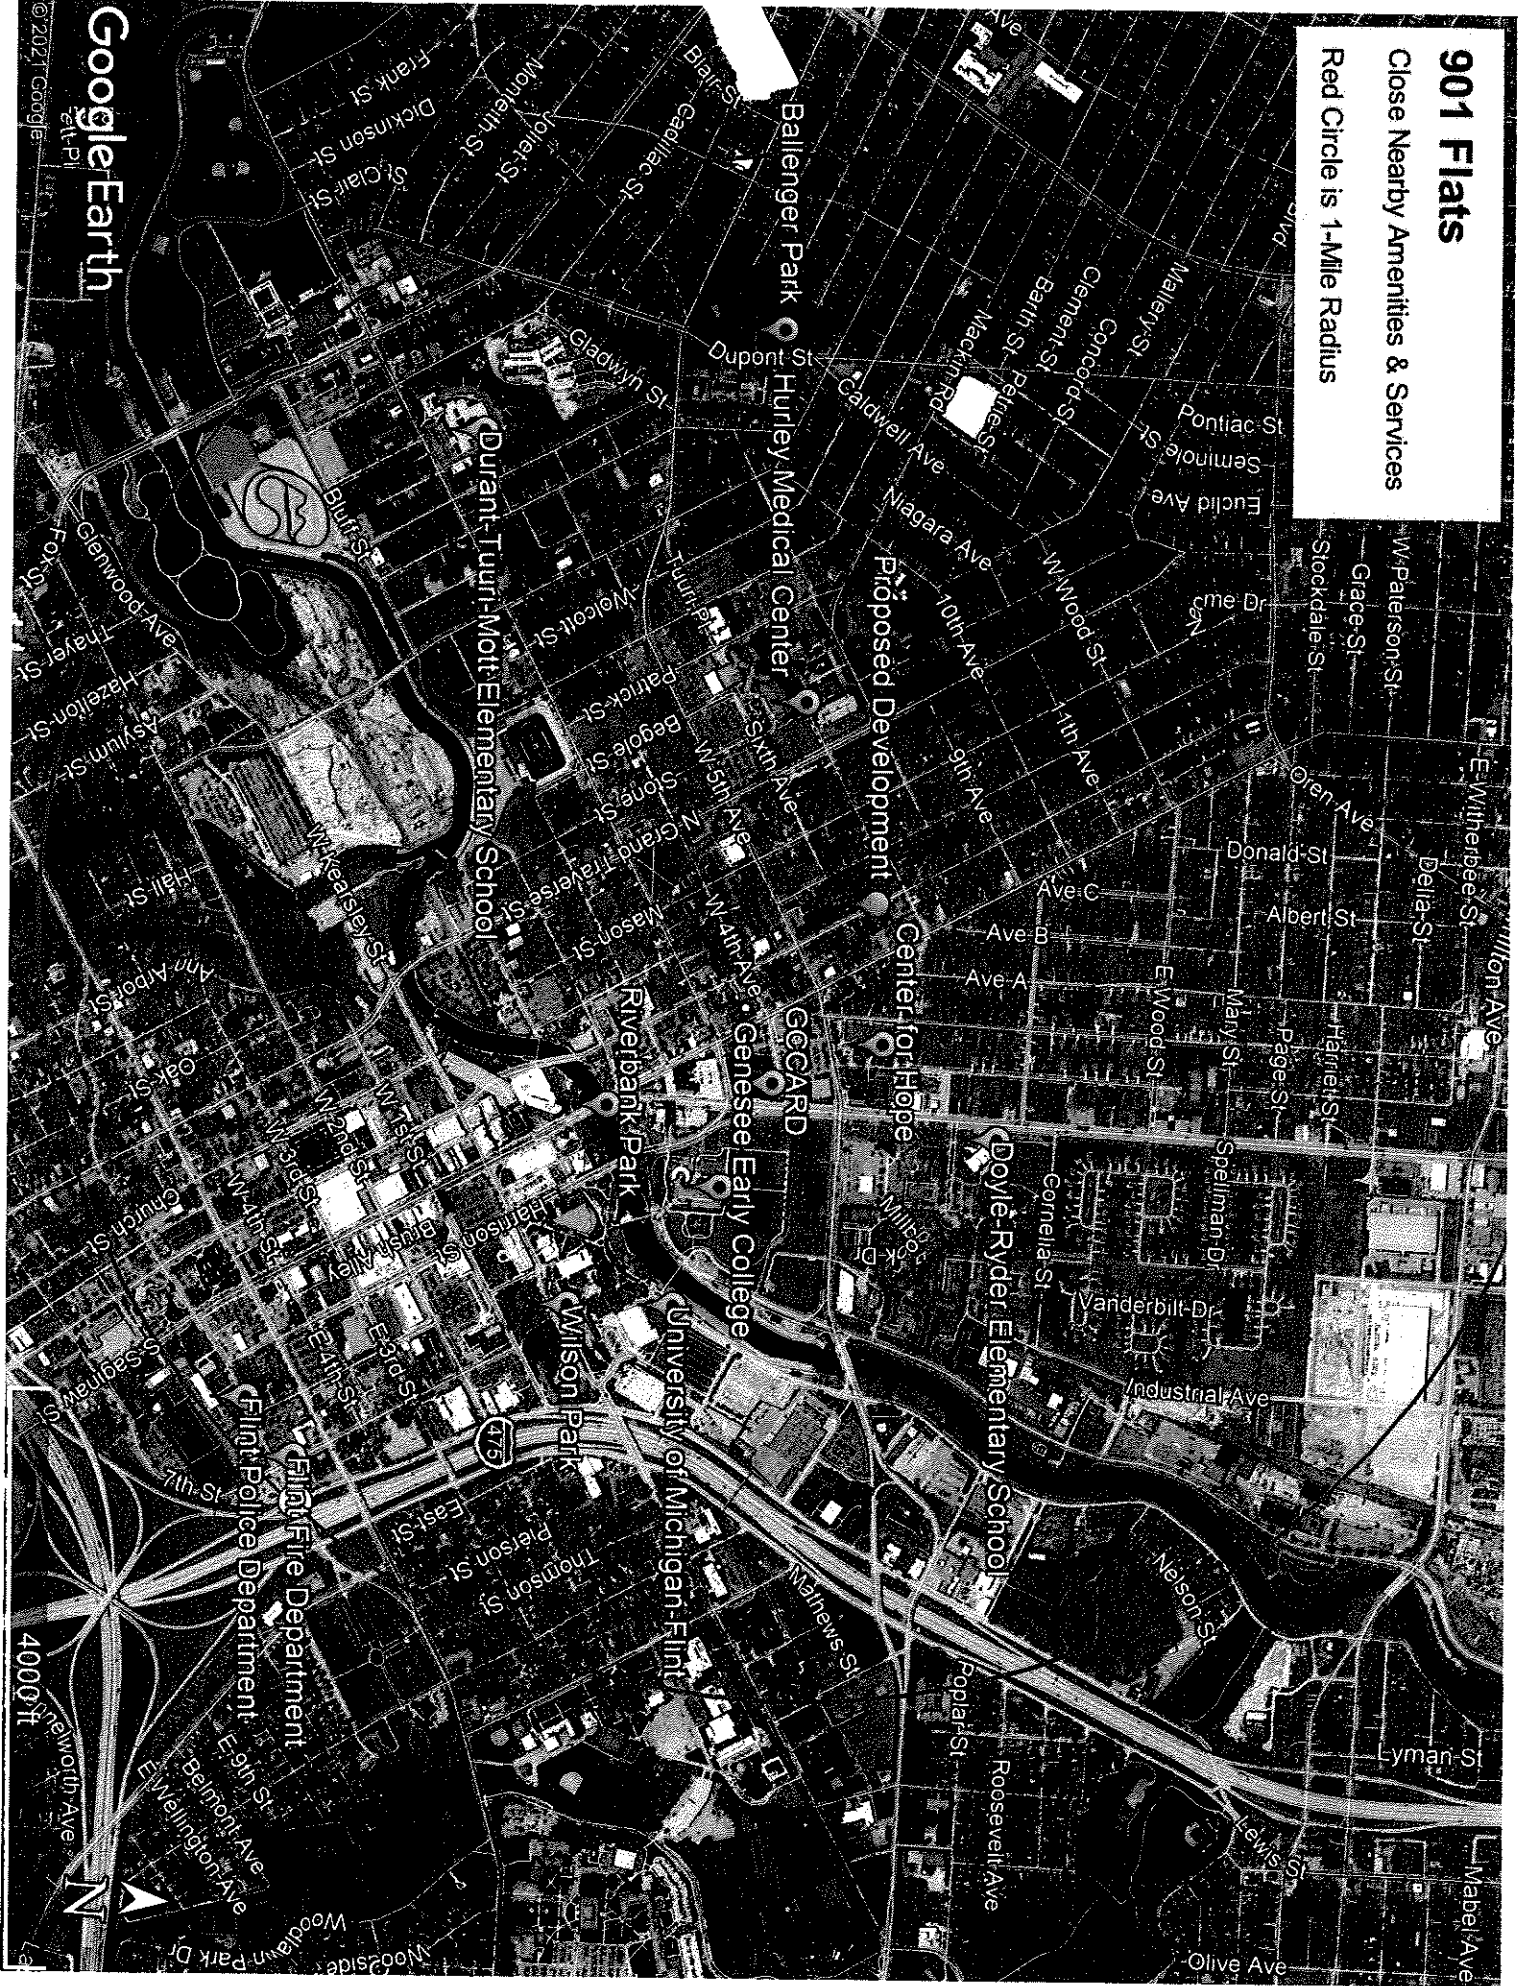 901 Flats
Close Nearby Amenities & Services
Red Circle is 1-Mile Radius
Ballenger Park
Hurley Medical Center
Proposed Development
Center for Hope
GCCARD
Genesee Early College
Doyle-Ryder Elementary School
Durant-Tuuri-Mott Elementary School
Riverbank Park
University of Michigan-Flint
Wilson Park
Flint Fire Department
Flint Police Department
Mallery St
Concord St
Clement St
Barth St
Mackin Rd
Dupont St
Caldwell Ave
Niagara Ave
Pontiac St
Seminole St
Euclid Ave
W Paterson St
Grace St
Stockdale St
E Witherbee St
Oren Ave
Donald St
Delia St
Albert St
Ave C
Ave B
Ave A
E Wood St
W Wood St
Mary St
Page St
Harriet St
10th Ave
11th Ave
9th Ave
Spellman Dr
Cornelia St
Vanderbilt Dr
Industrial Ave
Nelson St
Lyman St
Lewis St
Mabel Ave
Olive Ave
Poplar St
Roosevelt Ave
Mathews St
Blair St
Cadillac St
Joliet St
Monteith St
Frank St
Dickinson St
St Clair St
Gladwyn St
Bluff St
Wolcott St
Patrick St
Begole St
Stone St
N Grand Traverse St
Mason St
Sixth Ave
W 5th Ave
W 4th Ave
Glenwood Ave
Fox St
Thayer St
Hazelton St
Asylum St
Hall St
W Kearsley St
Ann Arbor St
Oak St
W 1st St
W 2nd St
W 3rd St
W 4th St
Church St
Brush Alley
Harrison St
E 3rd St
E 4th St
S Saginaw St
475
7th St
East St
Pierson St
Thomson St
E 9th St
Belmont Ave
E Wellington Ave
Woodlawn Park Dr
Woodside
Google Earth
© 2021 Google
4000 ft
N